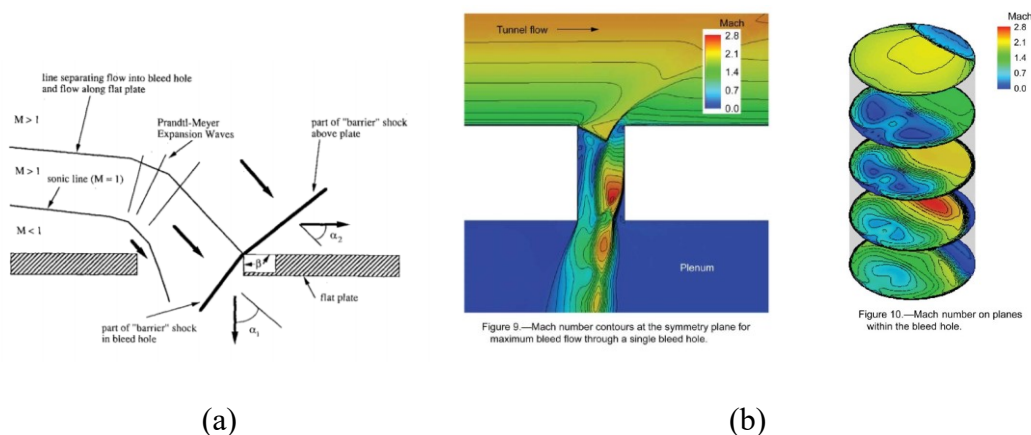 line separating flow into bleed hole
and flow along flat plate
Prandtl-Meyer
Expansion Waves
part of "barrier" shock
above plate
M > 1
M > 1
sonic line (M = 1)
M < 1
α₂
β
flat plate
part of "barrier" shock
in bleed hole
α₁
Tunnel flow
Mach
2.8
2.1
1.4
0.7
0.0
Plenum
Figure 9.—Mach number contours at the symmetry plane for
maximum bleed flow through a single bleed hole.
Mach
2.8
2.1
1.4
0.7
0.0
Figure 10.—Mach number on planes
within the bleed hole.
(a)
(b)